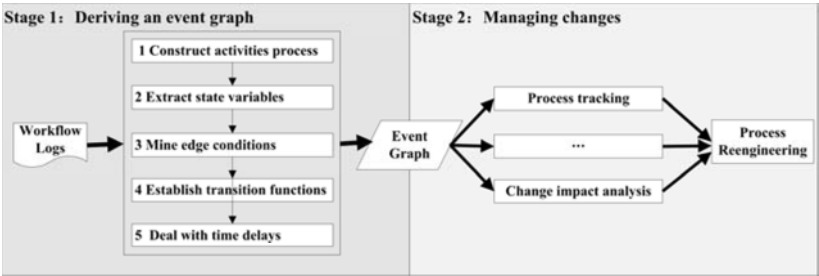 Stage 1: Deriving an event graph
Stage 2: Managing changes
Workflow
Logs
1 Construct activities process
2 Extract state variables
3 Mine edge conditions
4 Establish transition functions
5 Deal with time delays
Event
Graph
Process tracking
...
Change impact analysis
Process
Reengineering